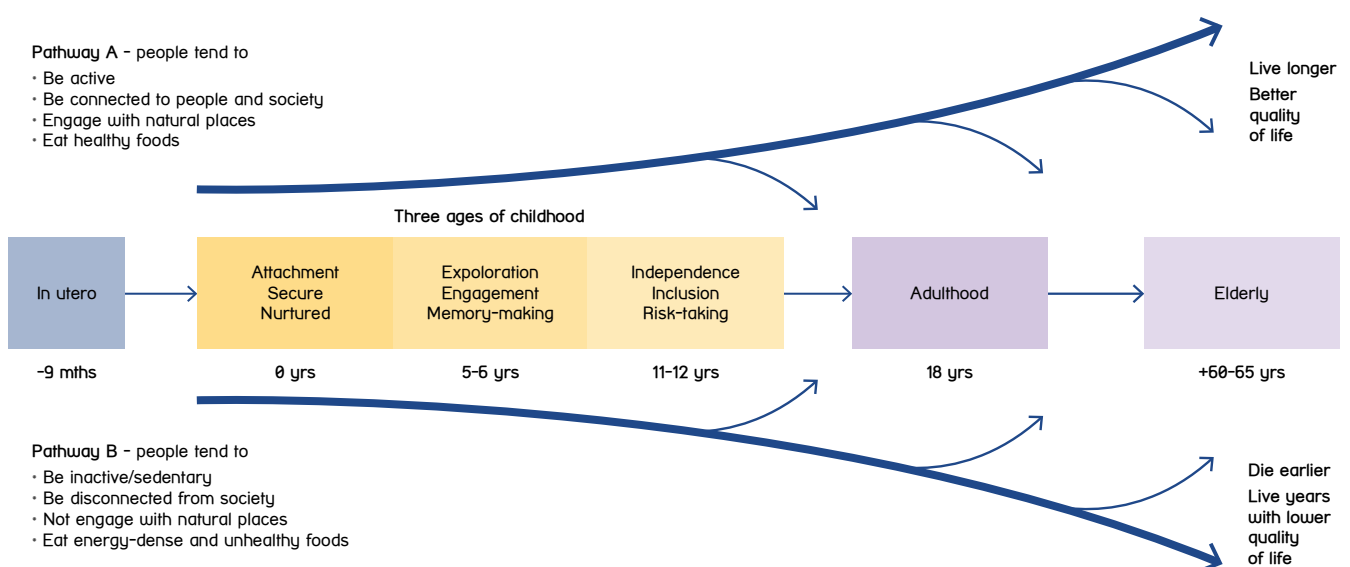 Pathway A - people tend to
· Be active
· Be connected to people and society
· Engage with natural places
· Eat healthy foods
Live longer
Better
quality
of life
Three ages of childhood
In utero
Attachment
Secure
Nurtured
Expoloration
Engagement
Memory-making
Independence
Inclusion
Risk-taking
Adulthood
Elderly
-9 mths
0 yrs
5-6 yrs
11-12 yrs
18 yrs
+60-65 yrs
Pathway B - people tend to
· Be inactive/sedentary
· Be disconnected from society
· Not engage with natural places
· Eat energy-dense and unhealthy foods
Die earlier
Live years
with lower
quality
of life